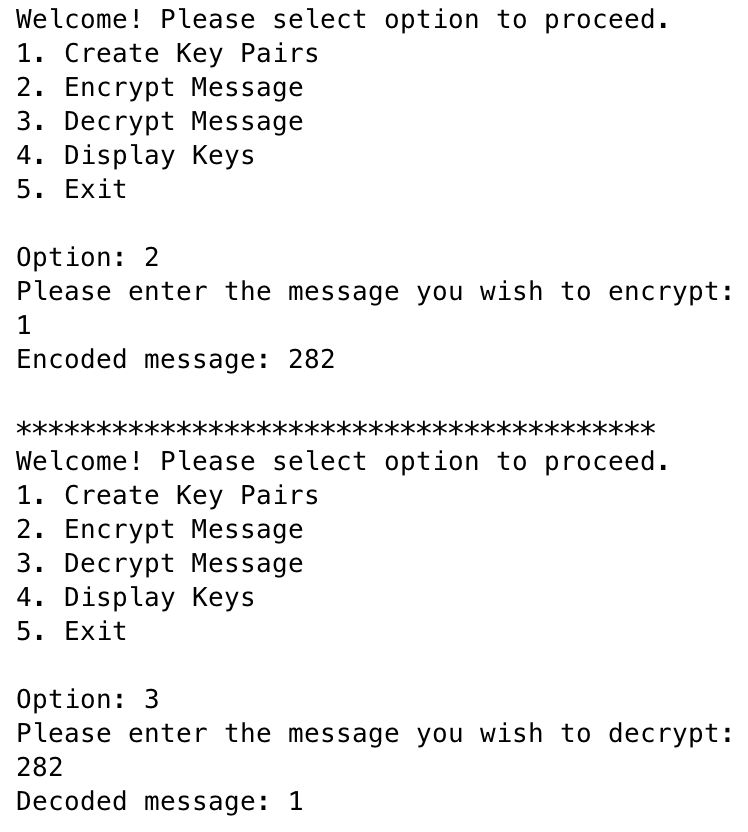 Welcome! Please select option to proceed.
1. Create Key Pairs
2. Encrypt Message
3. Decrypt Message
4. Display Keys
5. Exit
Option: 2
Please enter the message you wish to encrypt:
1
Encoded message: 282
****************************************
Welcome! Please select option to proceed.
1. Create Key Pairs
2. Encrypt Message
3. Decrypt Message
4. Display Keys
5. Exit
Option: 3
Please enter the message you wish to decrypt:
282
Decoded message: 1